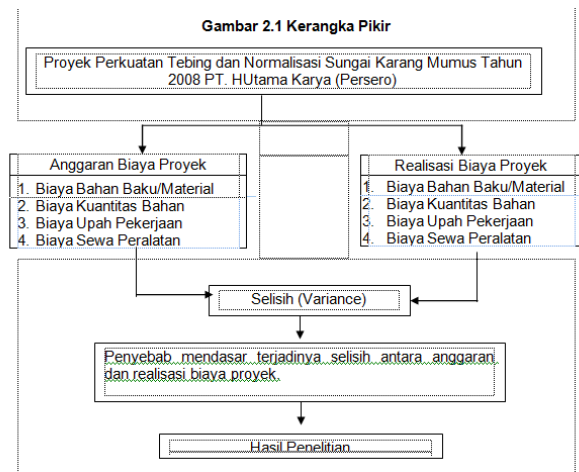 Gambar 2.1 Kerangka Pikir
Proyek Perkuatan Tebing dan Normalisasi Sungai Karang Mumus Tahun
2008 PT. HUtama Karya (Persero)
Anggaran Biaya Proyek
1. Biaya Bahan Baku/Material
2. Biaya Kuantitas Bahan
3. Biaya Upah Pekerjaan
4. Biaya Sewa Peralatan
Realisasi Biaya Proyek
1. Biaya Bahan Baku/Material
2. Biaya Kuantitas Bahan
3. Biaya Upah Pekerjaan
4. Biaya Sewa Peralatan
Selisih (Variance)
Penyebab mendasar terjadinya selisih antara anggaran
dan realisasi biaya proyek.
Hasil Penelitian